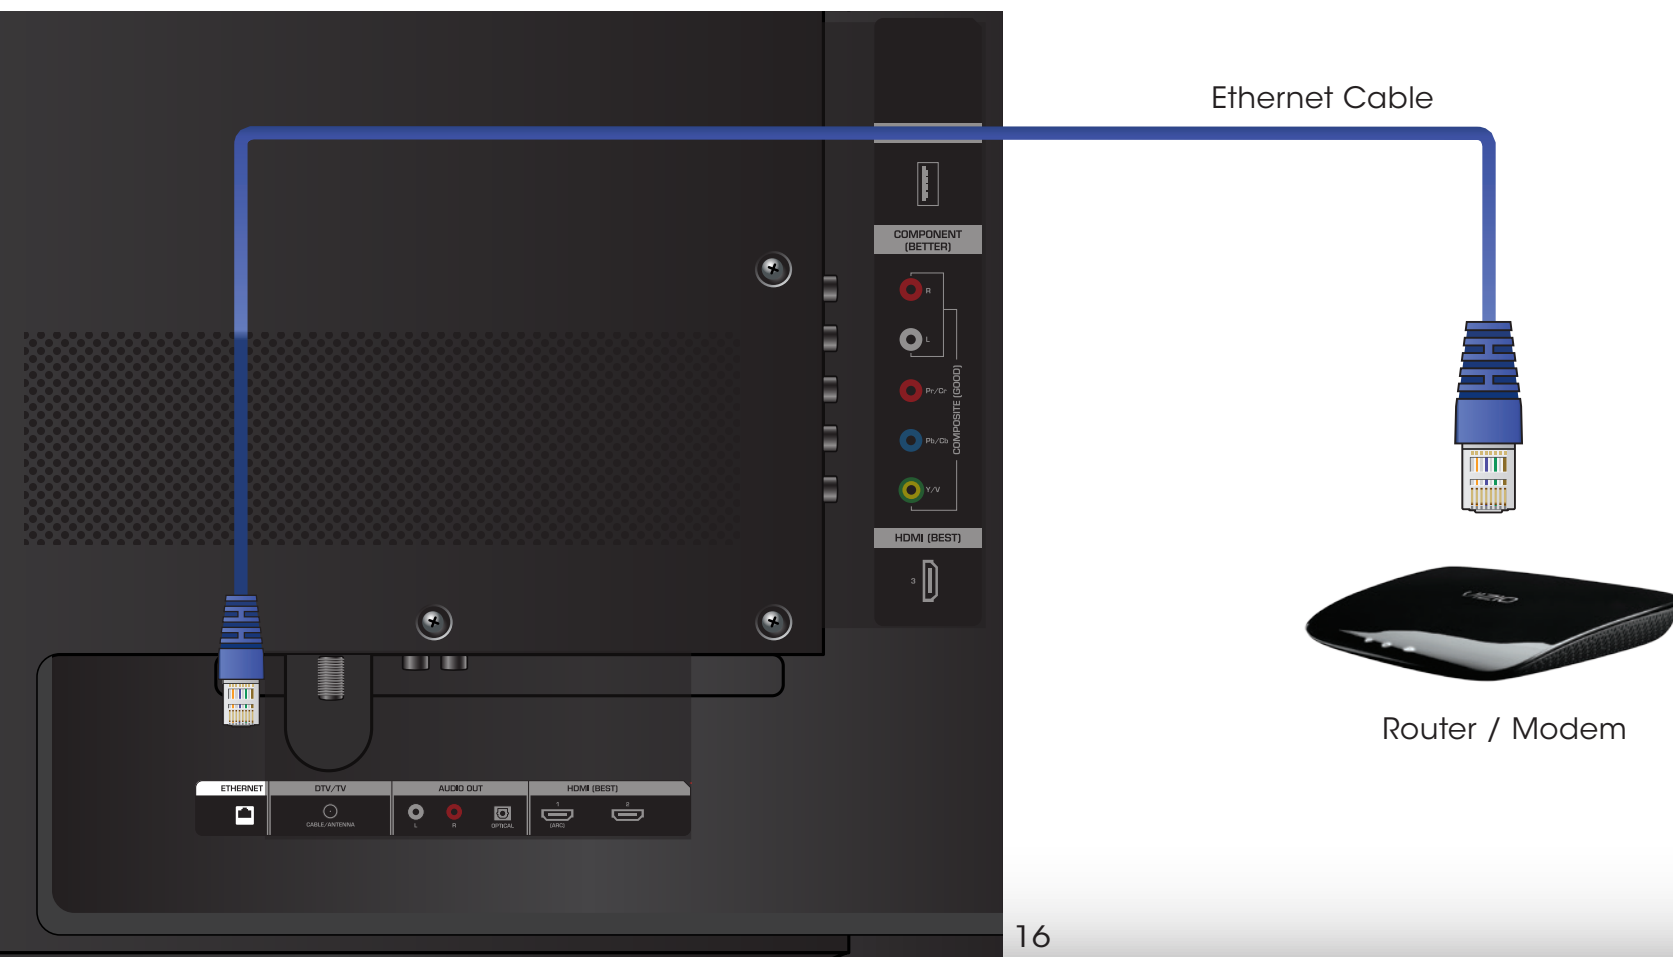 Ethernet Cable
COMPONENT
(BETTER)
R
L
Pr/Cr
Pb/Cb
Y/V
COMPOSITE (GOOD)
HDMI (BEST)
3
VIZIO
Router / Modem
ETHERNET
DTV/TV
AUDIO OUT
HDMI (BEST)
CABLE/ANTENNA
L
R
OPTICAL
1
(ARC)
2
16